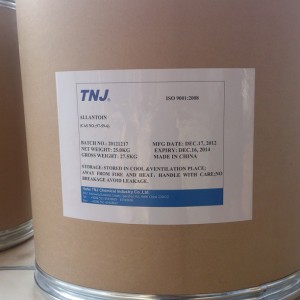 TNJ
ISO 9001:2008
ALLANTOIN
BATCH NO: 20121217
MFG DATE: DEC,17, 2012
NET WEIGHT: 25.0KG
EXPIRY: DEC.16, 2014
GROSS WEIGHT: 27.5KG
MADE IN CHINA
STORAGE:STORED IN COOL &VENTILATION PLACE;
AWAY FROM FIRE AND HEAT; HANDLE WITH CARE;NO
BREAKAGE.AVOID LEAKAGE.